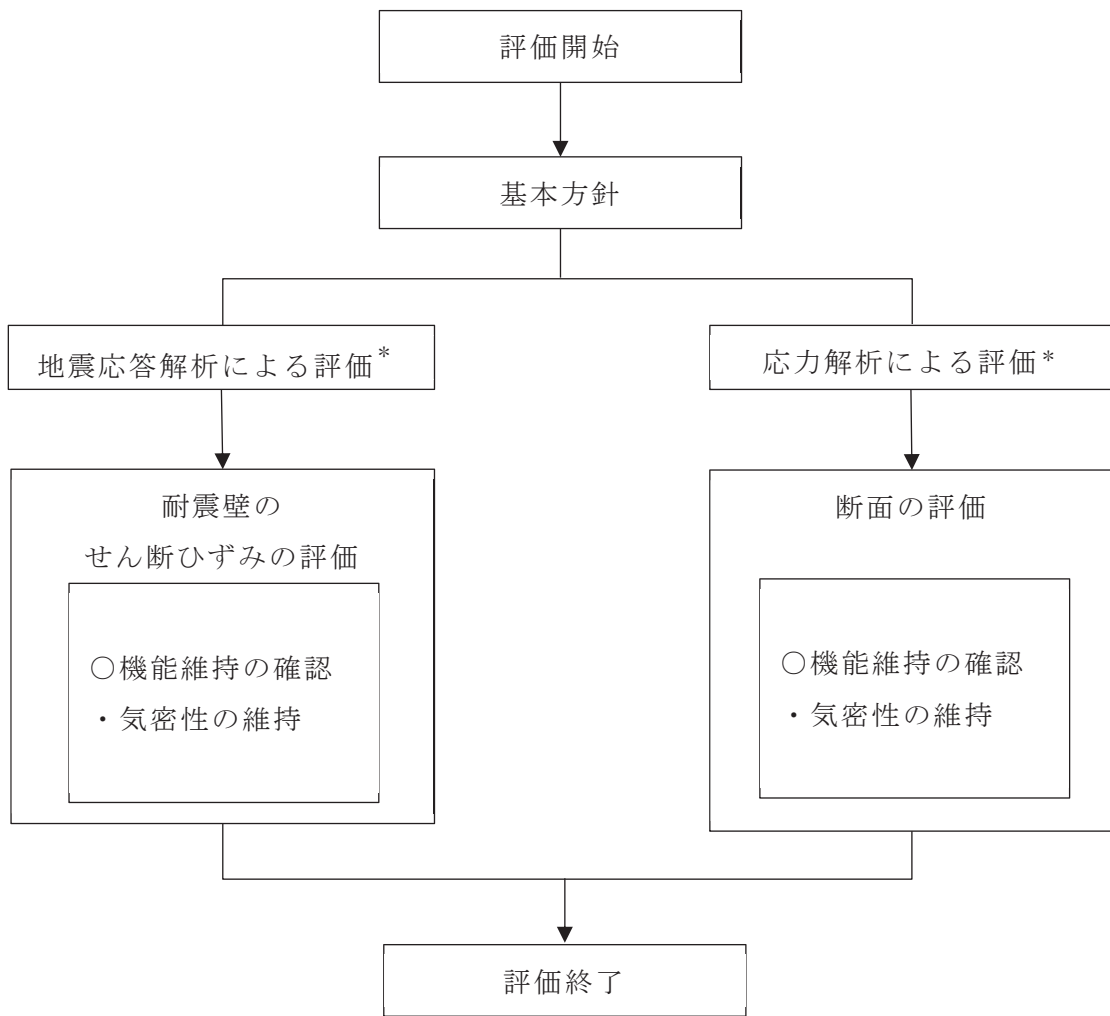 評価開始
基本方針
地震応答解析による評価*
応力解析による評価*
耐震壁の
せん断ひずみの評価
○機能維持の確認
・気密性の維持
断面の評価
○機能維持の確認
・気密性の維持
評価終了